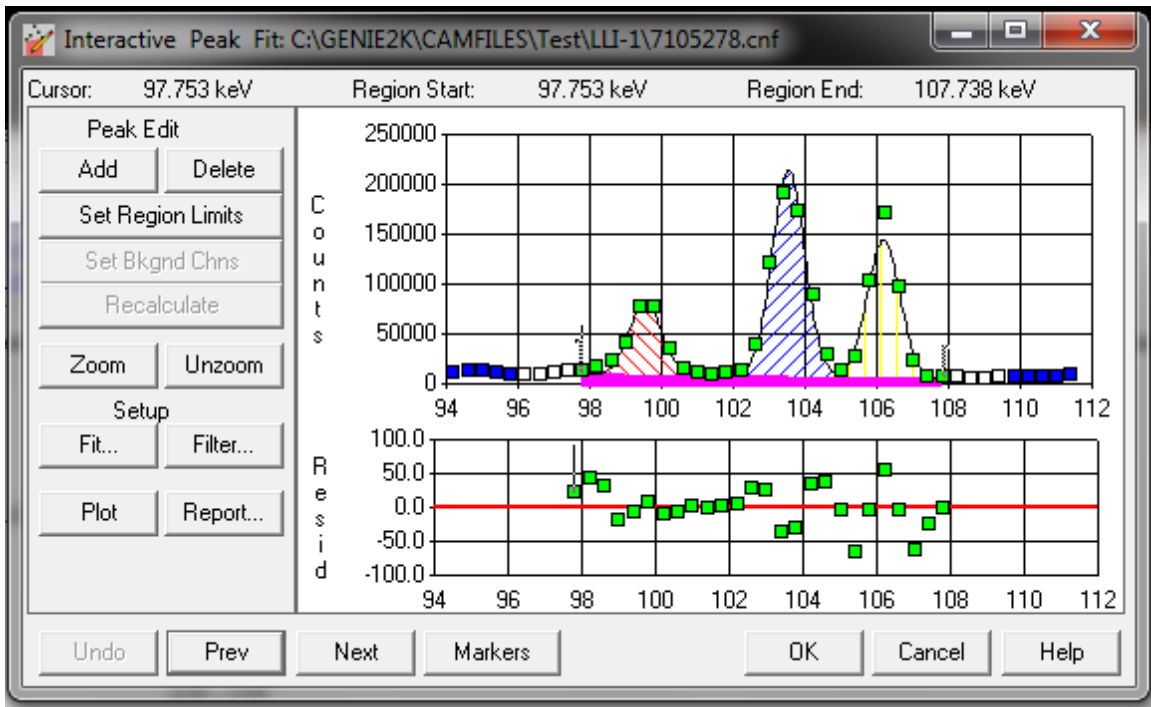 Interactive Peak Fit: C:\GENIE2K\CAMFILES\Test\LLI-1\7105278.cnf
Cursor: 97.753 keV Region Start: 97.753 keV Region End: 107.738 keV
Peak Edit
Add Delete
Set Region Limits
Set Bkgnd Chns
Recalculate
Zoom Unzoom
Setup
Fit... Filter...
Plot Report...
Counts
250000
200000
150000
100000
50000
0
94 96 98 100 102 104 106 108 110 112
Resid
100.0
50.0
0.0
-50.0
-100.0
94 96 98 100 102 104 106 108 110 112
Undo Prev Next Markers OK Cancel Help